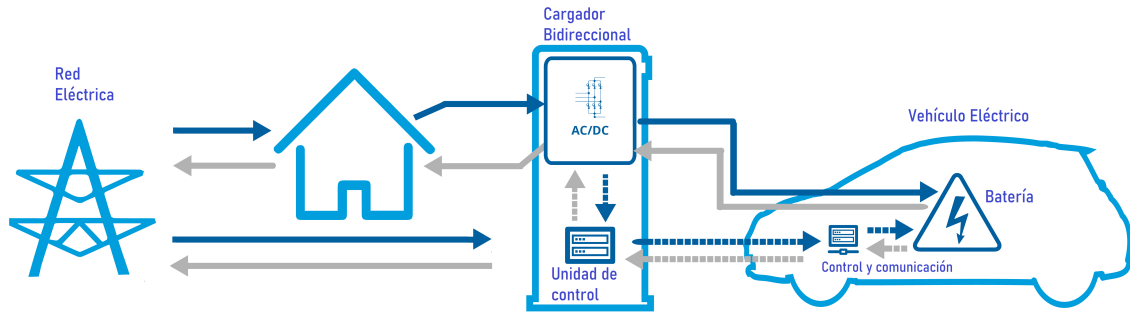 Cargador
Bidireccional
Red
Eléctrica
AC/DC
Vehículo Eléctrico
Batería
Unidad de
control
Control y comunicación